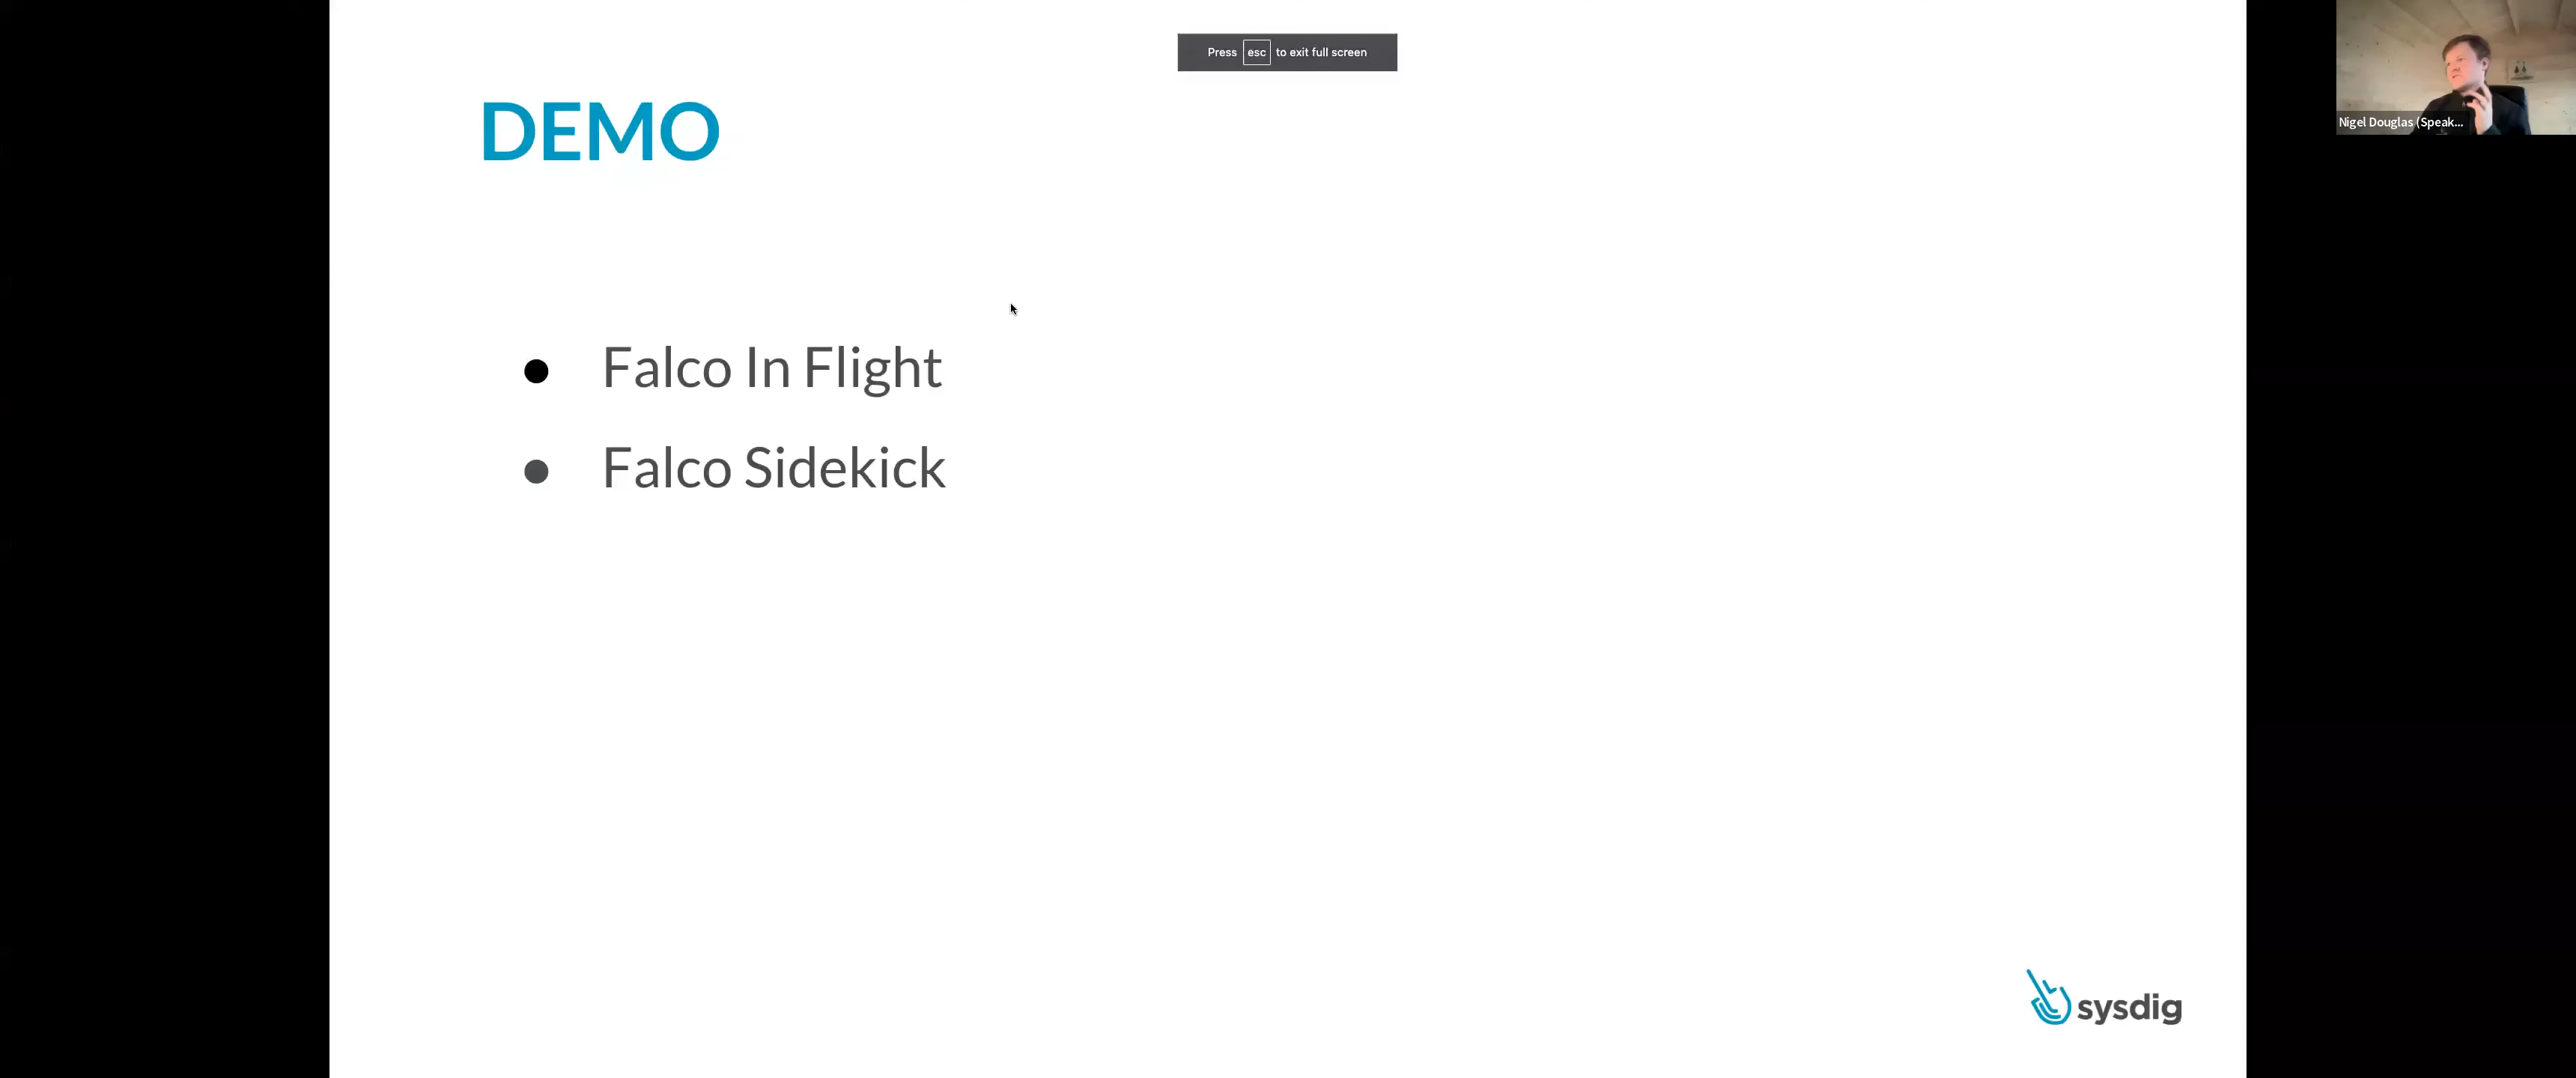 Press esc to exit full screen
DEMO
Nigel Douglas (Speak...
Falco In Flight
Falco Sidekick
sysdig